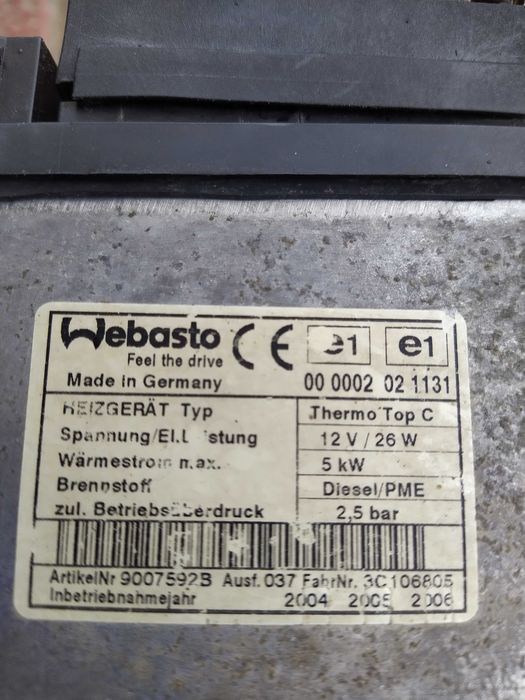 Webasto CE e1 e1
Feel the drive
Made in Germany 00 0002 02 1131
HEIZGERÄT Typ Thermo Top C
Spannung/El.Leistung 12 V / 26 W
Wärmestrom max. 5 kW
Brennstoff Diesel/PME
zul. Betriebsüberdruck 2,5 bar
ArtikelNr 9007592B Ausf. 037 FabrNr. 3C106805
Inbetriebnahmejahr 2004 2005 2006